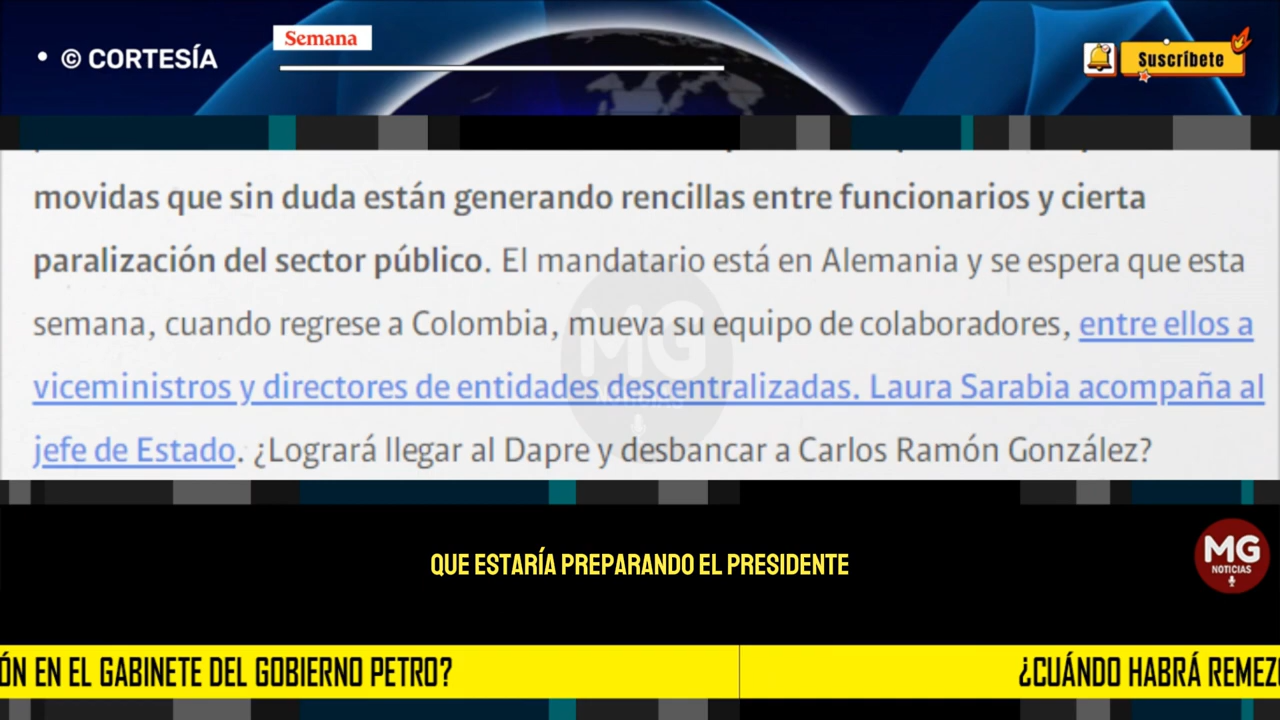 • © CORTESÍA
Semana
Suscríbete
movidas que sin duda están generando rencillas entre funcionarios y cierta
paralización del sector público. El mandatario está en Alemania y se espera que esta
semana, cuando regrese a Colombia, mueva su equipo de colaboradores, entre ellos a
viceministros y directores de entidades descentralizadas. Laura Sarabia acompaña al
jefe de Estado. ¿Logrará llegar al Dapre y desbancar a Carlos Ramón González?
MG
NOTICIAS
QUE ESTARÍA PREPARANDO EL PRESIDENTE
MG
NOTICIAS
ÓN EN EL GABINETE DEL GOBIERNO PETRO?
¿CUÁNDO HABRÁ REMEZ